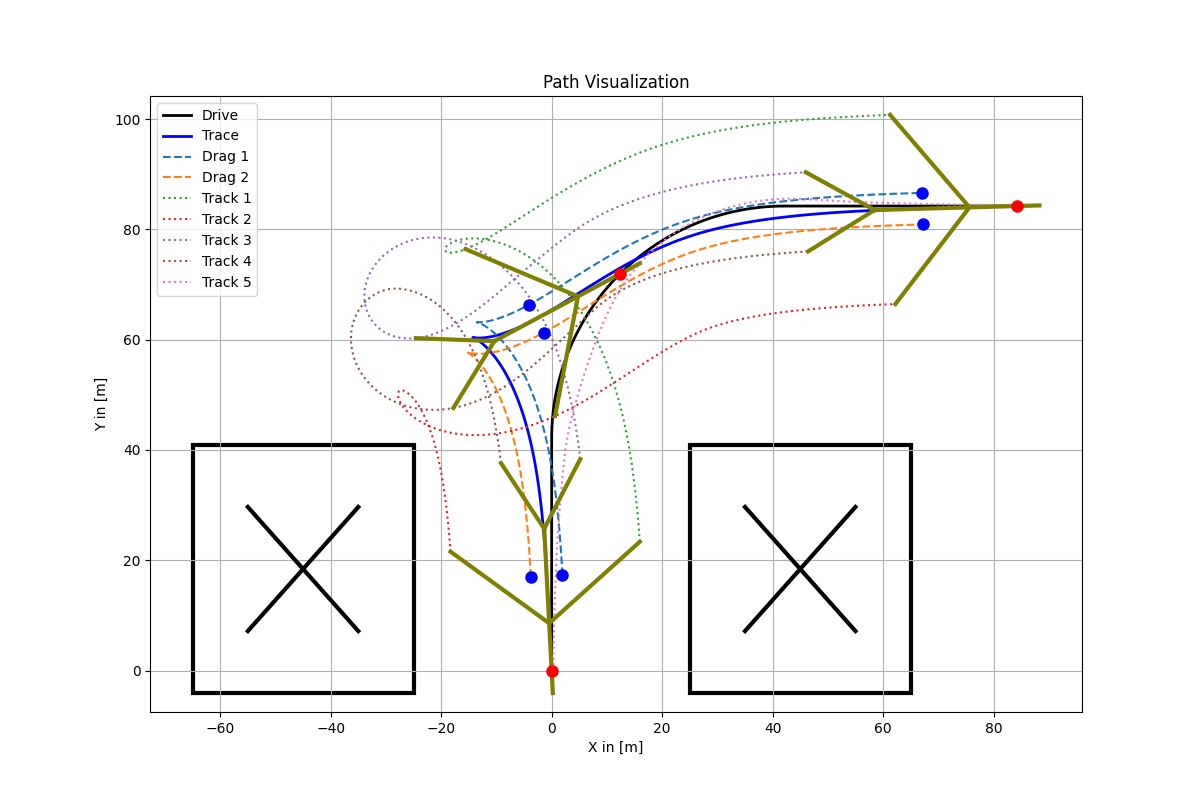 Path Visualization
Drive
Trace
Drag 1
Drag 2
Track 1
Track 2
Track 3
Track 4
Track 5
100
80
60
40
20
0
Y in [m]
−60
−40
−20
0
20
40
60
80
X in [m]